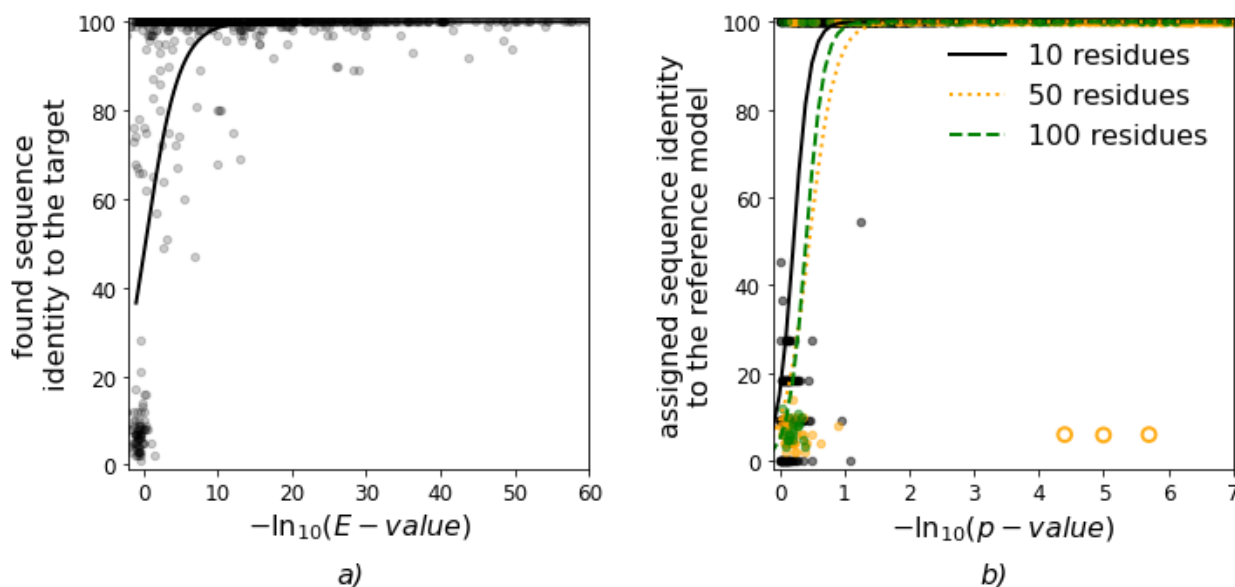 100
80
60
40
20
0
found sequence
identity to the target
0 10 20 30 40 50 60
−ln₁₀(E − value)
a)
100
80
60
40
20
0
assigned sequence identity
to the reference model
10 residues
50 residues
100 residues
0 1 2 3 4 5 6 7
−ln₁₀(p − value)
b)